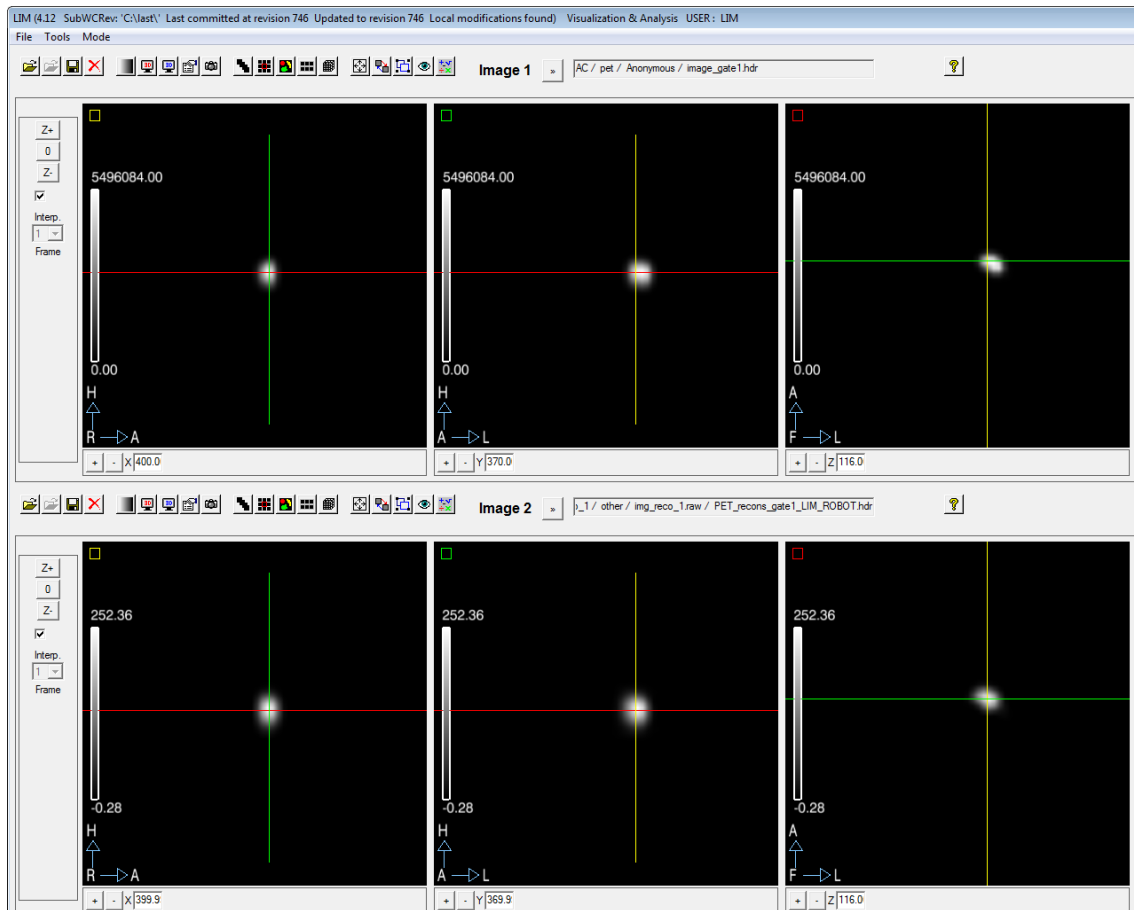 LIM (4.12 SubWCRev: 'C:\last\' Last committed at revision 746 Updated to revision 746 Local modifications found) Visualization & Analysis USER : LIM
File Tools Mode
Image 1 » AC / pet / Anonymous / image_gate1.hdr ?
Z+
0
Z-
Interp.
1
Frame
5496084.00
0.00
H
R A
+ - X 400.0
5496084.00
0.00
H
A L
+ - Y 370.0
5496084.00
0.00
A
F L
+ - Z 116.0
Image 2 » _1 / other / img_reco_1.raw / PET_recons_gate1_LIM_ROBOT.hdr ?
Z+
0
Z-
Interp.
1
Frame
252.36
-0.28
H
R A
+ - X 399.9
252.36
-0.28
H
A L
+ - Y 369.9
252.36
-0.28
A
F L
+ - Z 116.0